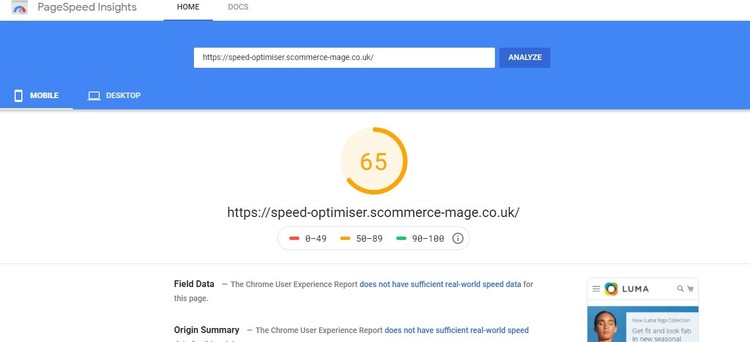 PageSpeed Insights HOME DOCS
https://speed-optimiser.scommerce-mage.co.uk/ ANALYZE
MOBILE DESKTOP
65
https://speed-optimiser.scommerce-mage.co.uk/
0–49 50–89 90–100
Field Data — The Chrome User Experience Report does not have sufficient real-world speed data for
this page.
LUMA
Origin Summary — The Chrome User Experience Report does not have sufficient real-world speed
New Luma Yoga Collection
Get fit and look fab
in new seasonal